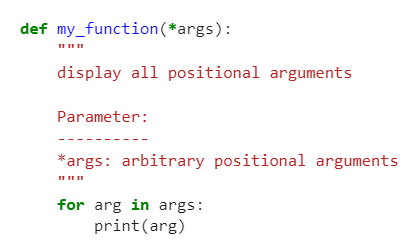 def my_function(*args):
    """
    display all positional arguments

    Parameter:
    ----------
    *args: arbitrary positional arguments
    """
    for arg in args:
        print(arg)